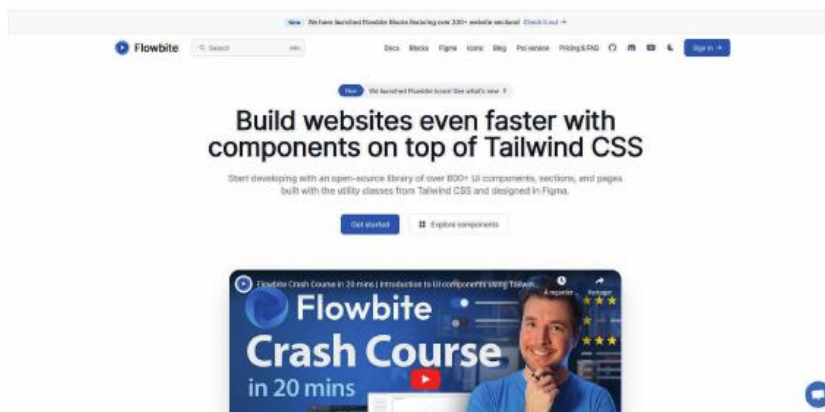 New We have launched Flowbite Blocks featuring over 330+ website sections! Check it out →
Flowbite
Search
Docs Blocks Figma Icons Blog Pro version Pricing & FAQ
Sign in →
New We launched Flowbite Icons! See what's new
Build websites even faster with
components on top of Tailwind CSS
Start developing with an open-source library of over 600+ UI components, sections, and pages
built with the utility classes from Tailwind CSS and designed in Figma.
Get started
Explore components
Flowbite Crash Course in 20 mins | Introduction to UI components using Tailwin...
À regarder Partager
Flowbite
Crash Course
in 20 mins